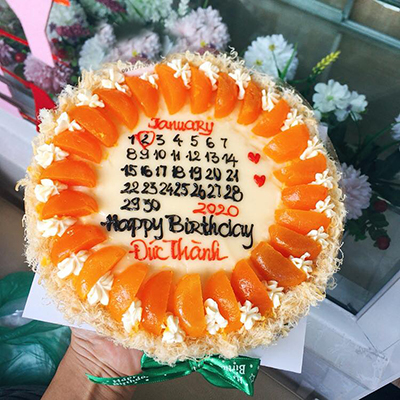 January
1 2 3 4 5 6 7
8 9 10 11 12 13 14
15 16 17 18 19 20 21
22 23 24 25 26 27 28
29 30 2020
Happy Birthday
Đức Thành